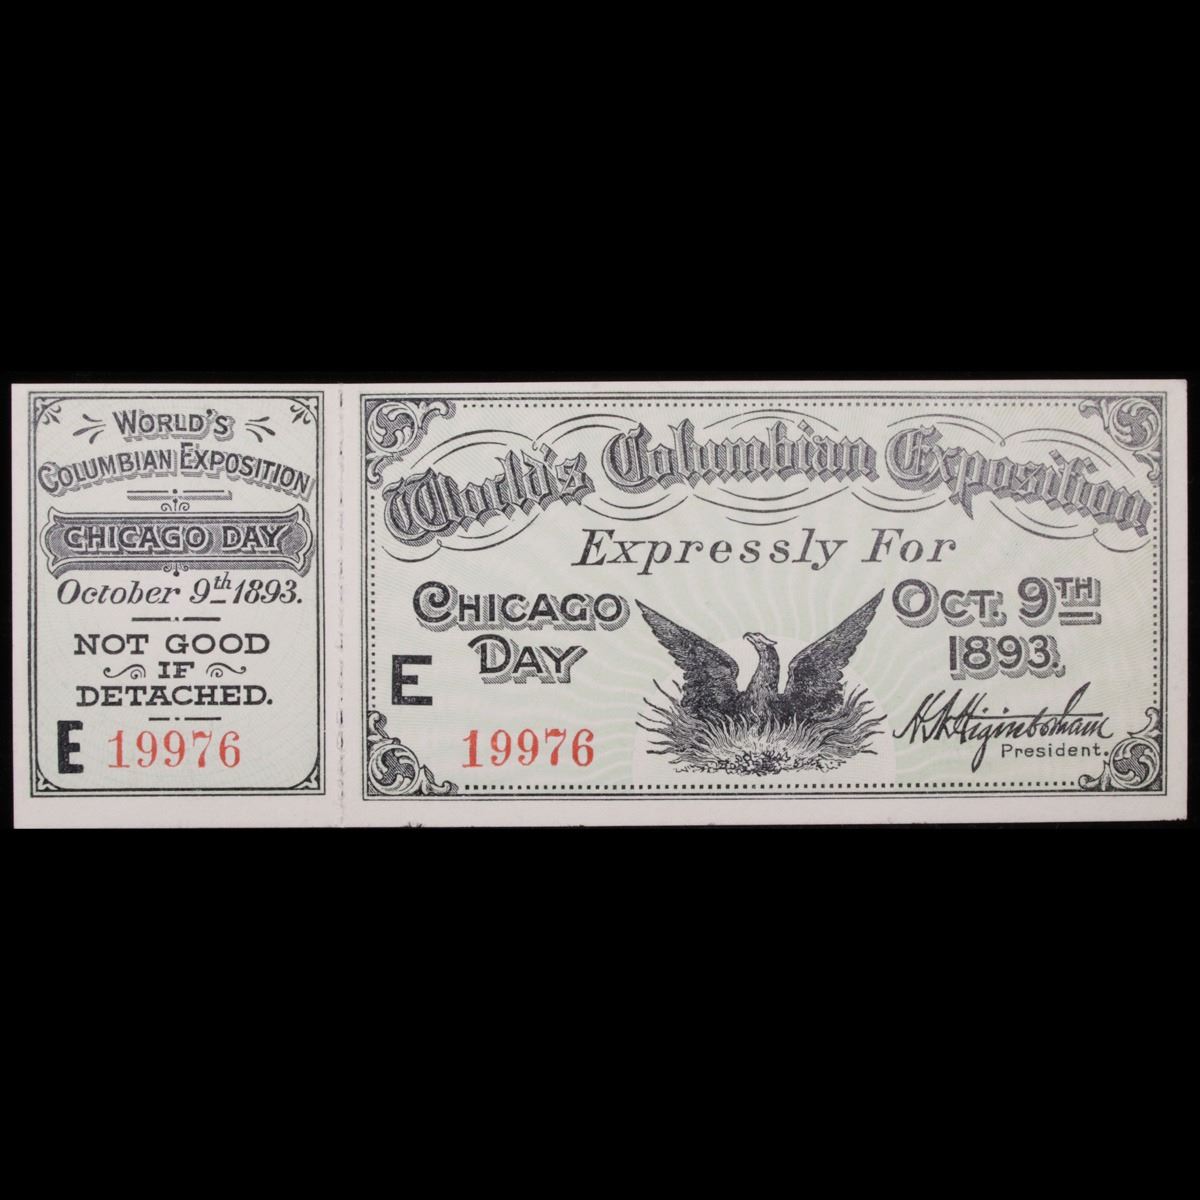 World's
Columbian Exposition
Chicago Day
October 9th 1893.
NOT GOOD
IF
DETACHED.
E 19976
World's Columbian Exposition
Expressly For
Chicago Day
Oct. 9th 1893.
E
19976
H. N. Higinbotham
President.